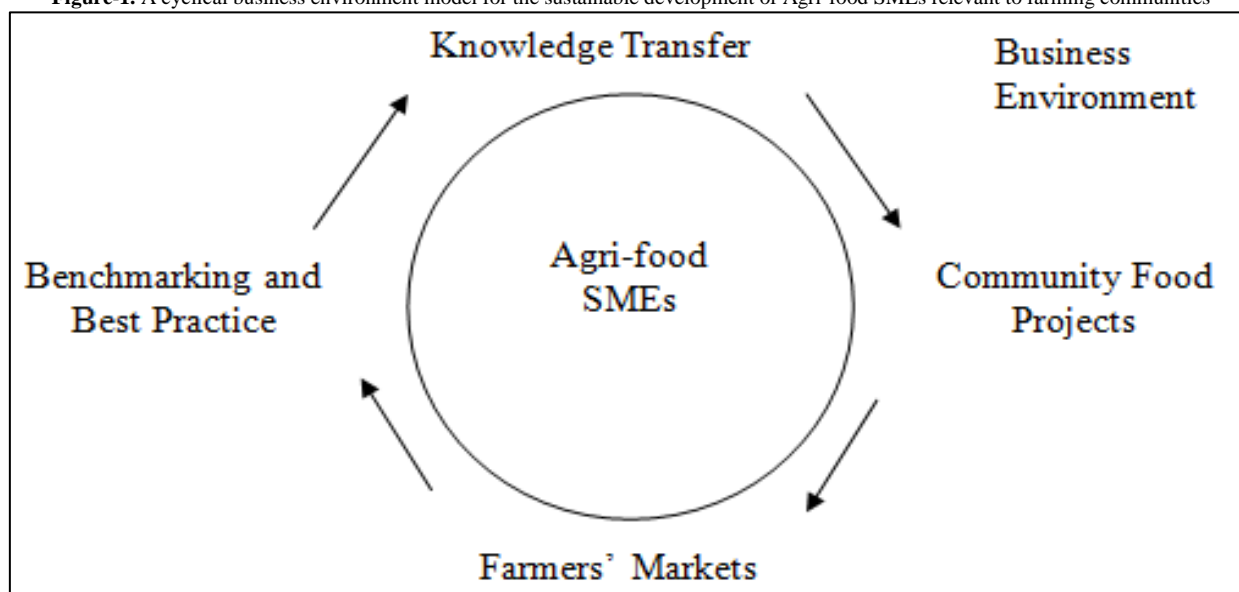 Figure-1. A cyclical business environment model for the sustainable development of Agri-food SMEs relevant to farming communities
Knowledge Transfer
Business
Environment
Benchmarking and
Best Practice
Agri-food
SMEs
Community Food
Projects
Farmers’ Markets